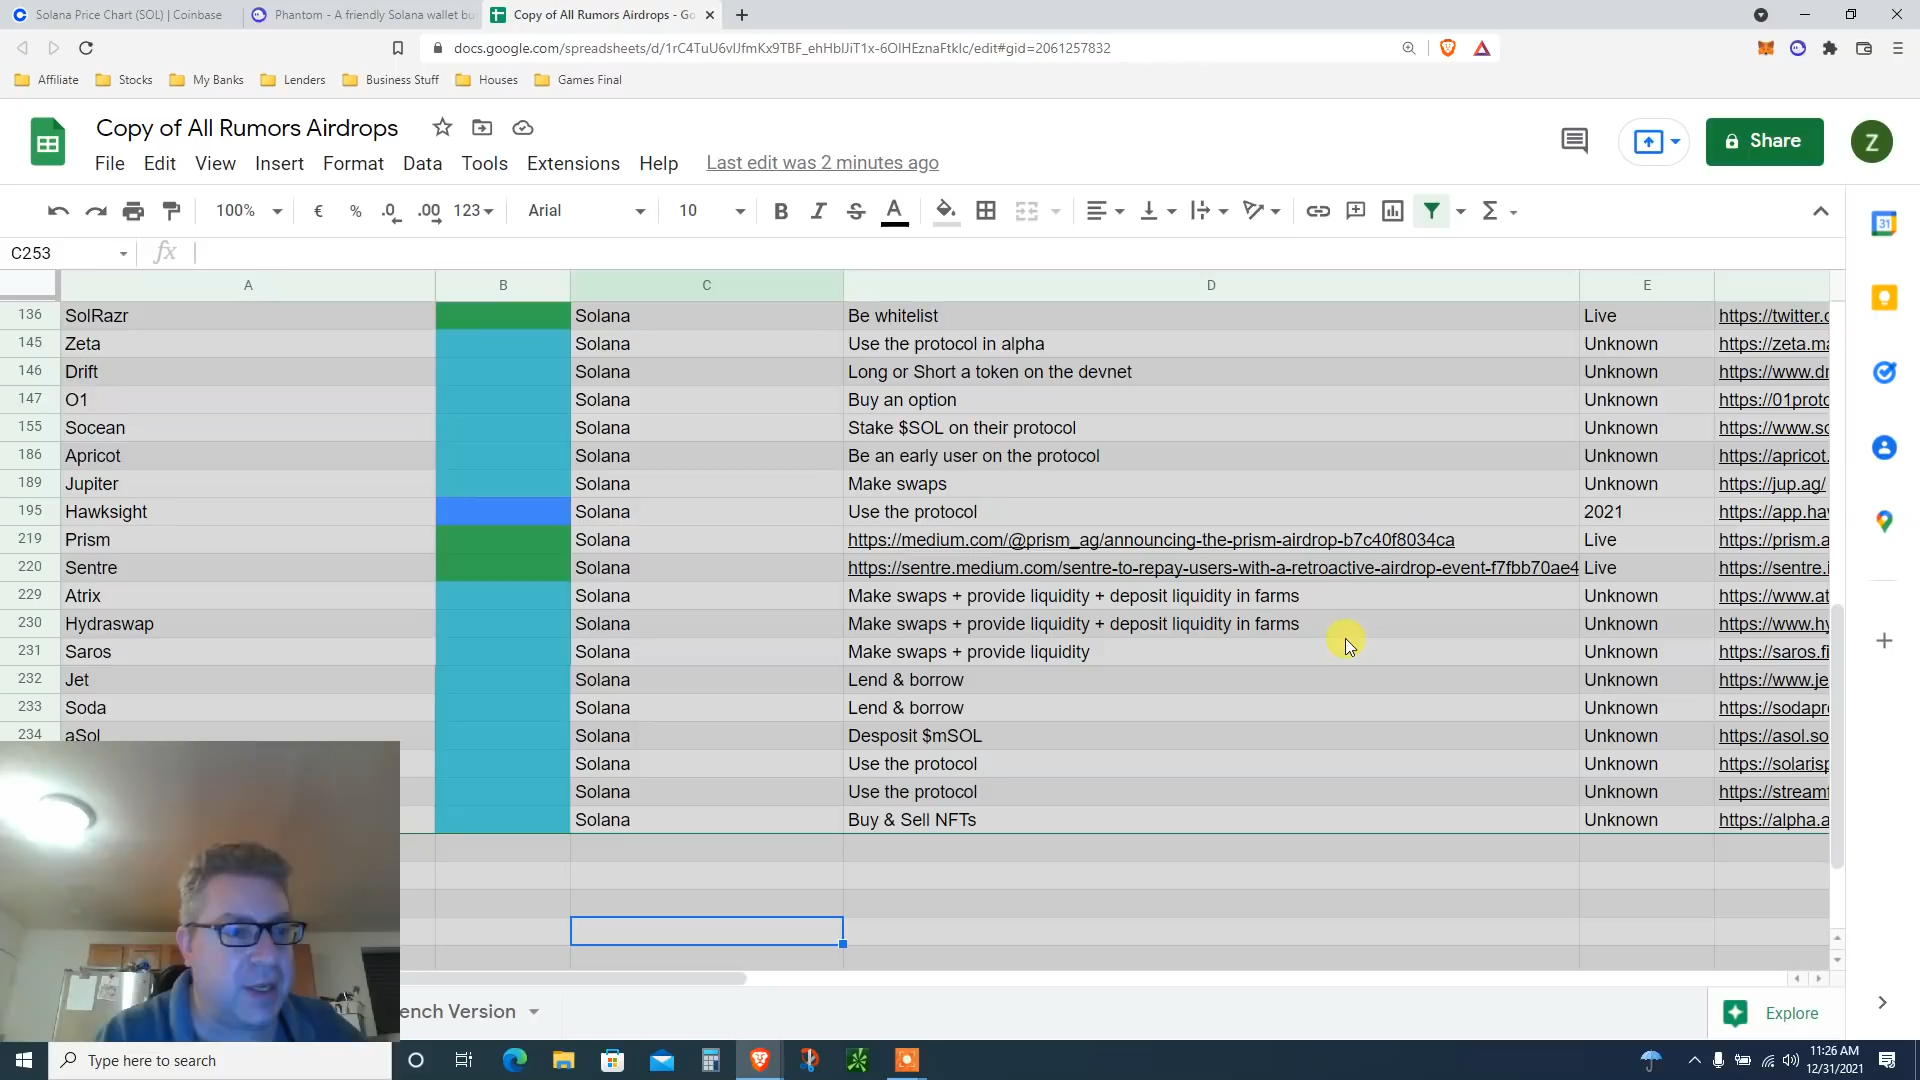 Solana Price Chart (SOL) | Coinbase
Phantom - A friendly Solana wallet bu
Copy of All Rumors Airdrops - Go
docs.google.com/spreadsheets/d/1rC4TuU6vlJfmKx9TBF_ehHblJiT1x-6OlHEznaFtklc/edit#gid=2061257832
Affiliate
Stocks
My Banks
Lenders
Business Stuff
Houses
Games Final
Copy of All Rumors Airdrops
Share
Z
File Edit View Insert Format Data Tools Extensions Help Last edit was 2 minutes ago
100% € % .0 .00 123 Arial 10 B I S A Σ
C253 fx
A B C D E
136 SolRazr Solana Be whitelist Live https://twitter.c
145 Zeta Solana Use the protocol in alpha Unknown https://zeta.ma
146 Drift Solana Long or Short a token on the devnet Unknown https://www.dr
147 O1 Solana Buy an option Unknown https://01proto
155 Socean Solana Stake $SOL on their protocol Unknown https://www.so
186 Apricot Solana Be an early user on the protocol Unknown https://apricot.
189 Jupiter Solana Make swaps Unknown https://jup.ag/
195 Hawksight Solana Use the protocol 2021 https://app.ha
219 Prism Solana https://medium.com/@prism_ag/announcing-the-prism-airdrop-b7c40f8034ca Live https://prism.a
220 Sentre Solana https://sentre.medium.com/sentre-to-repay-users-with-a-retroactive-airdrop-event-f7fbb70ae4 Live https://sentre.i
229 Atrix Solana Make swaps + provide liquidity + deposit liquidity in farms Unknown https://www.at
230 Hydraswap Solana Make swaps + provide liquidity + deposit liquidity in farms Unknown https://www.hy
231 Saros Solana Make swaps + provide liquidity Unknown https://saros.fi
232 Jet Solana Lend & borrow Unknown https://www.je
233 Soda Solana Lend & borrow Unknown https://sodapr
234 aSol Solana Desposit $mSOL Unknown https://asol.so
Solana Use the protocol Unknown https://solarisp
Solana Use the protocol Unknown https://streamf
Solana Buy & Sell NFTs Unknown https://alpha.a
ench Version
Explore
Type here to search
11:26 AM
12/31/2021